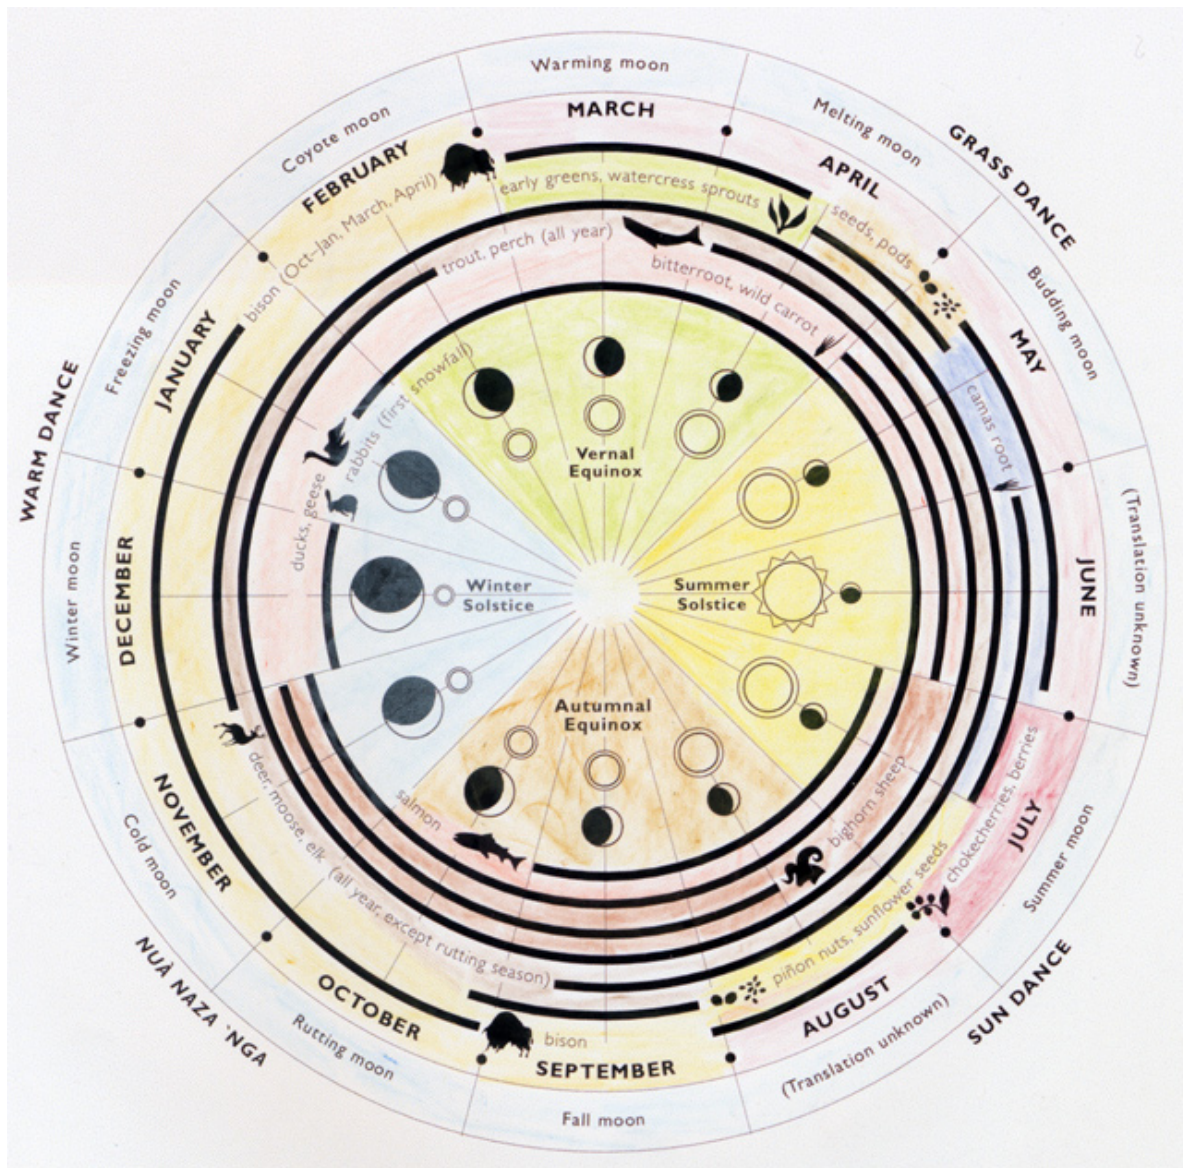 Warming moon
MARCH
Melting moon
APRIL
GRASS DANCE
Budding moon
MAY
(Translation unknown)
JUNE
Summer moon
JULY
SUN DANCE
(Translation unknown)
AUGUST
Fall moon
SEPTEMBER
Rutting moon
OCTOBER
NUÀ NAZA 'NGA
Cold moon
NOVEMBER
Winter moon
DECEMBER
WARM DANCE
Freezing moon
JANUARY
Coyote moon
FEBRUARY
bison (Oct–Jan, March, April)
early greens, watercress sprouts
seeds, pods
trout, perch (all year)
bitterroot, wild carrot
camas root
chokecherries, berries
piñon nuts, sunflower seeds
bighorn sheep
bison
deer, moose, elk (all year, except rutting season)
salmon
ducks, geese
rabbits (first snowfall)
Vernal
Equinox
Summer
Solstice
Autumnal
Equinox
Winter
Solstice